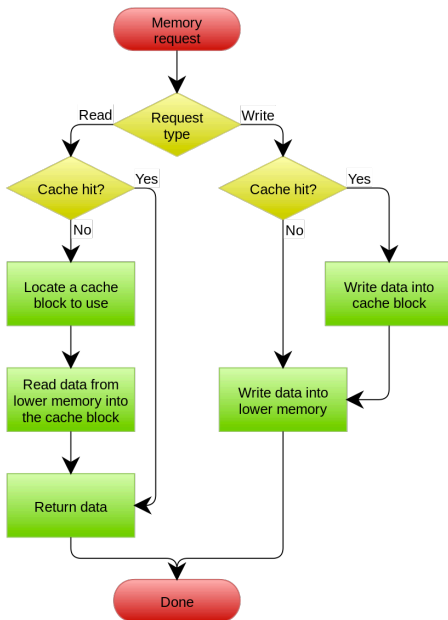 Memory
request
Read
Request
type
Write
Cache hit?
Yes
Cache hit?
Yes
No
No
Locate a cache
block to use
Write data into
cache block
Read data from
lower memory into
the cache block
Write data into
lower memory
Return data
Done